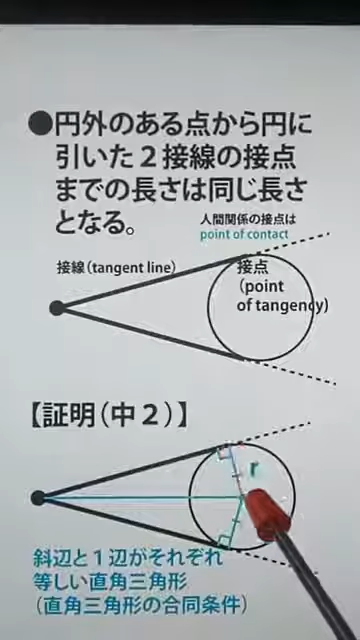 ●円外のある点から円に
引いた２接線の接点
までの長さは同じ長さ
となる。
人間関係の接点は
point of contact
接線（tangent line）
接点
（point
of tangency）
【証明（中２）】
r
斜辺と１辺がそれぞれ
等しい直角三角形
（直角三角形の合同条件）